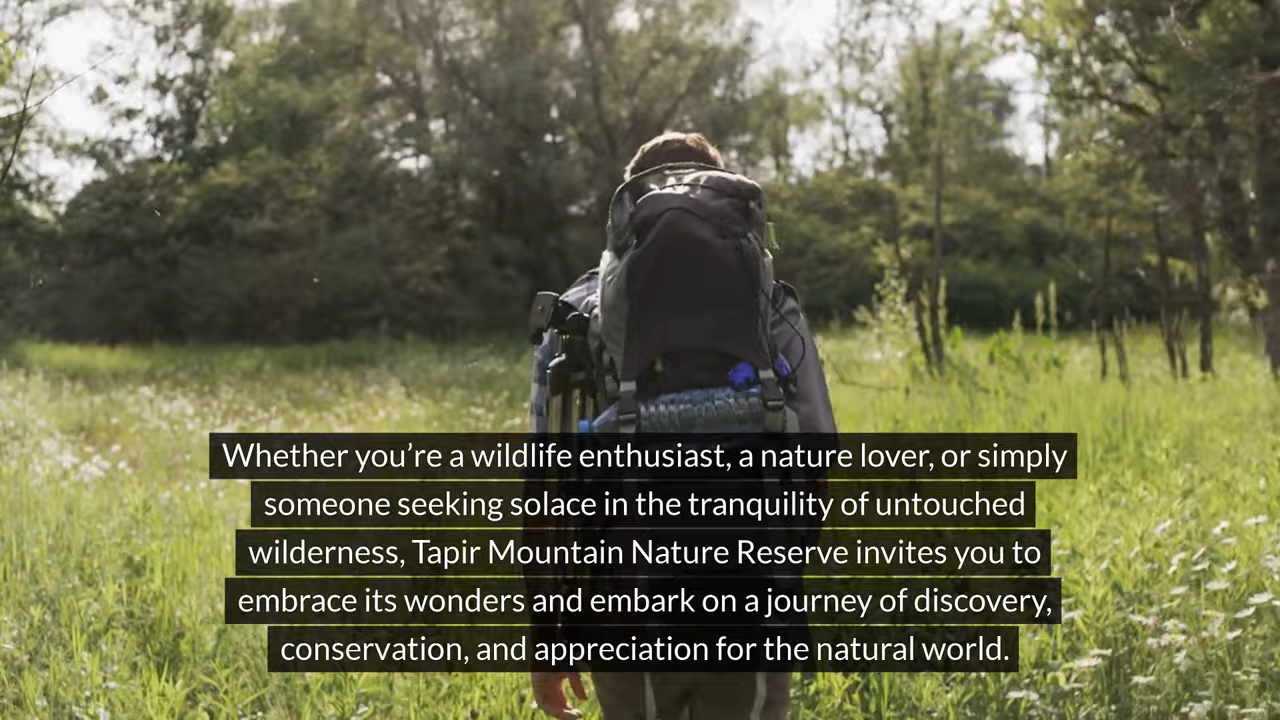 Whether you’re a wildlife enthusiast, a nature lover, or simply
someone seeking solace in the tranquility of untouched
wilderness, Tapir Mountain Nature Reserve invites you to
embrace its wonders and embark on a journey of discovery,
conservation, and appreciation for the natural world.